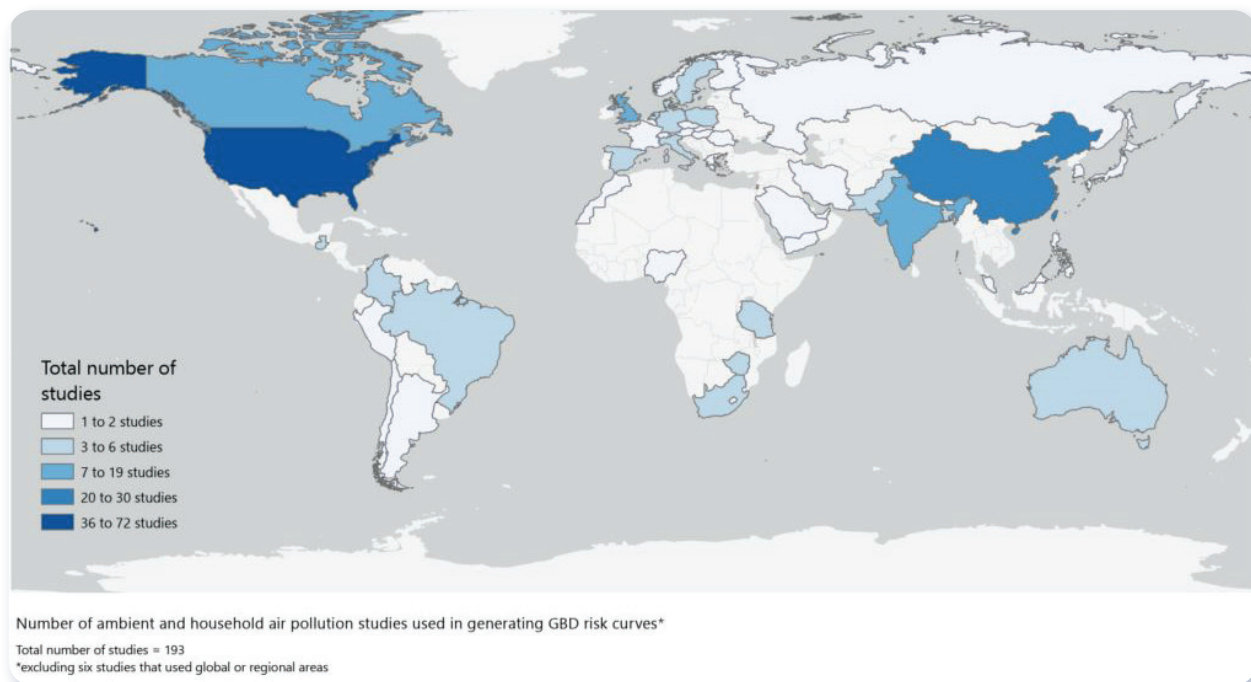 Total number of
studies
1 to 2 studies
3 to 6 studies
7 to 19 studies
20 to 30 studies
36 to 72 studies
Number of ambient and household air pollution studies used in generating GBD risk curves*
Total number of studies = 193
*excluding six studies that used global or regional areas